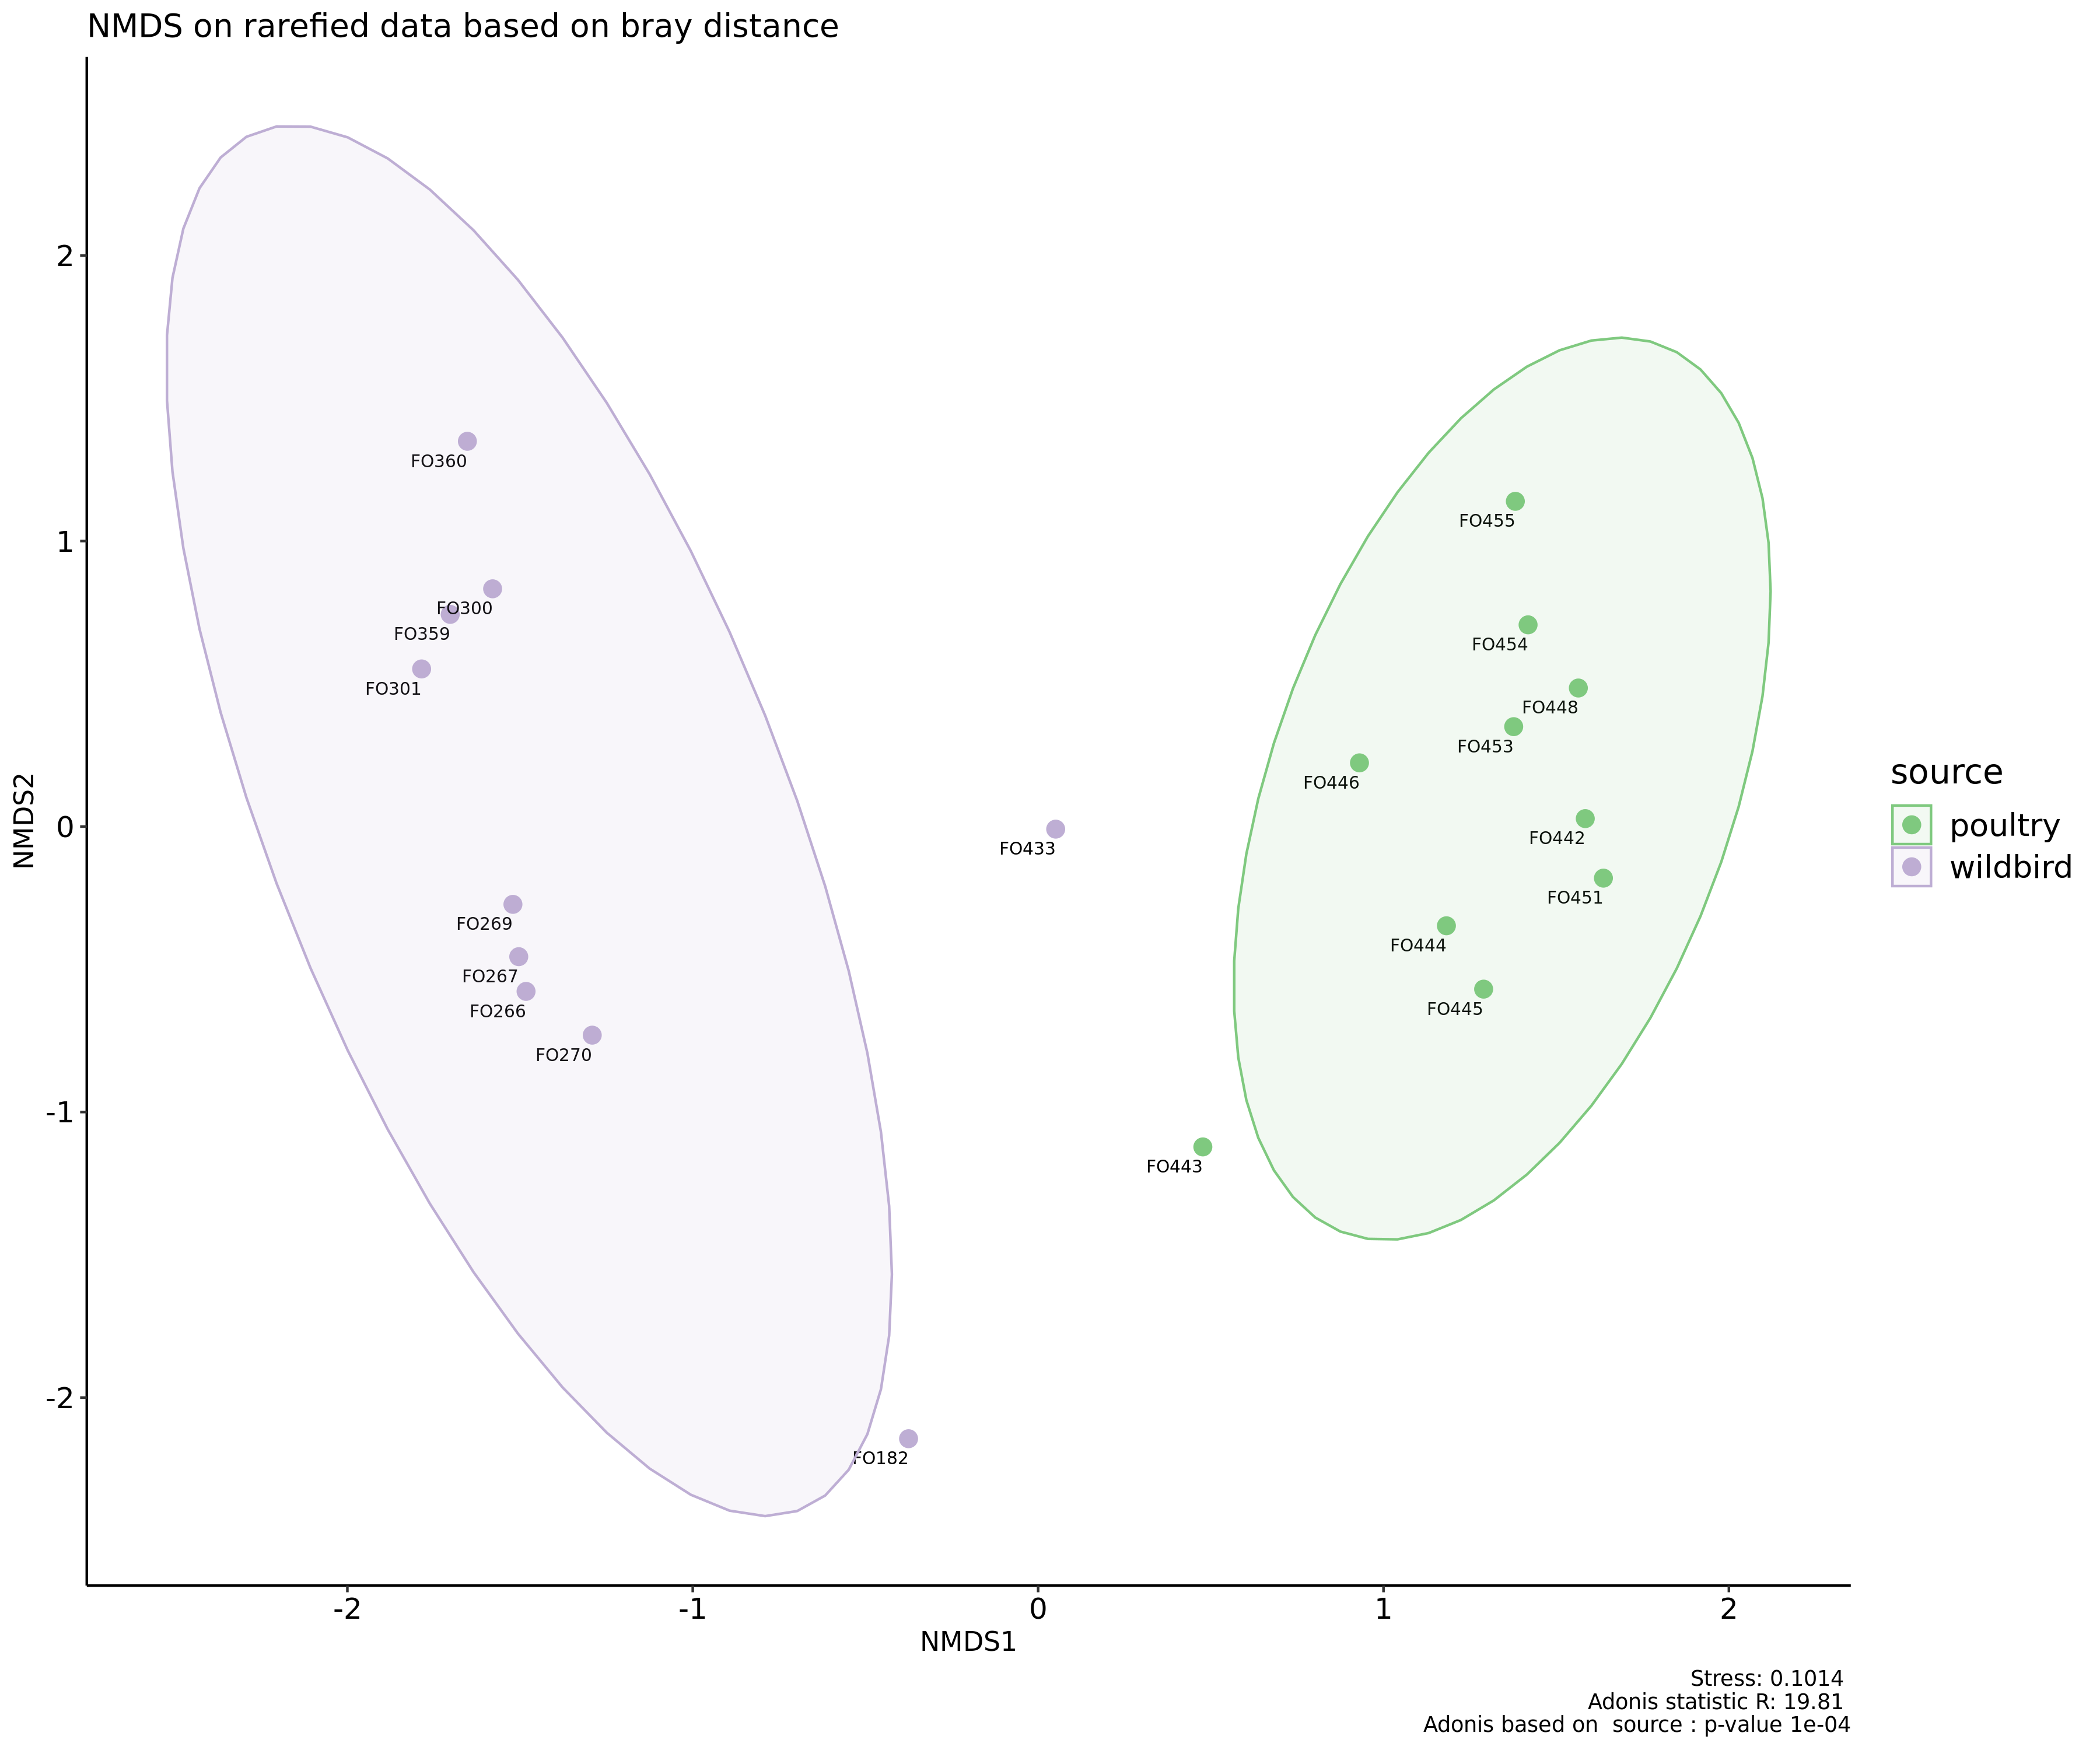 NMDS on rarefied data based on bray distance
2
FO360
FO455
1
FO300
FO359
FO454
FO301
FO448
FO453
source
FO446
NMDS2
0
poultry
FO442
FO433
wildbird
FO451
FO269
FO444
FO267
FO266
FO445
FO270
-1
FO443
-2
FO182
-2 -1 0 1 2
NMDS1
Stress: 0.1014
Adonis statistic R: 19.81
Adonis based on  source : p-value 1e-04